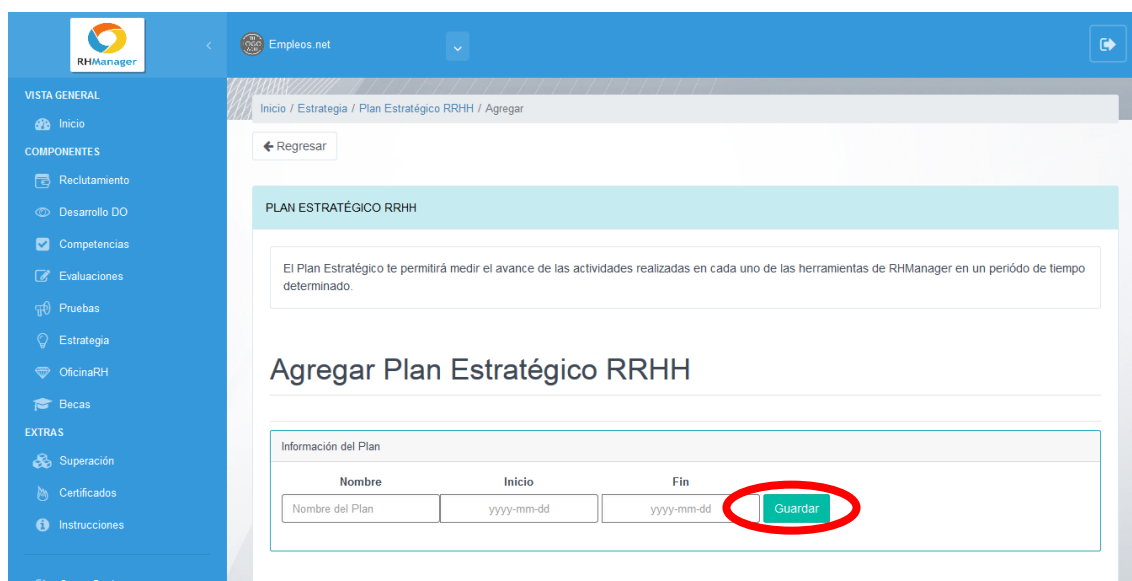 RHManager
Empleos.net
VISTA GENERAL
Inicio
COMPONENTES
Reclutamiento
Desarrollo DO
Competencias
Evaluaciones
Pruebas
Estrategia
OficinaRH
Becas
EXTRAS
Superación
Certificados
Instrucciones
Inicio / Estrategia / Plan Estratégico RRHH / Agregar
Regresar
PLAN ESTRATÉGICO RRHH
El Plan Estratégico te permitirá medir el avance de las actividades realizadas en cada uno de las herramientas de RHManager en un periódo de tiempo
determinado.
Agregar Plan Estratégico RRHH
Información del Plan
Nombre Inicio Fin
Nombre del Plan yyyy-mm-dd yyyy-mm-dd Guardar